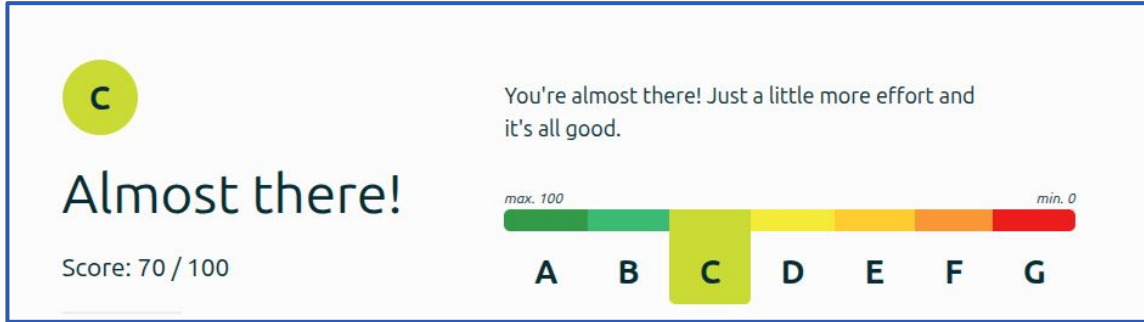 C
Almost there!
Score: 70 / 100
You're almost there! Just a little more effort and
it's all good.
max. 100 min. 0
A B C D E F G